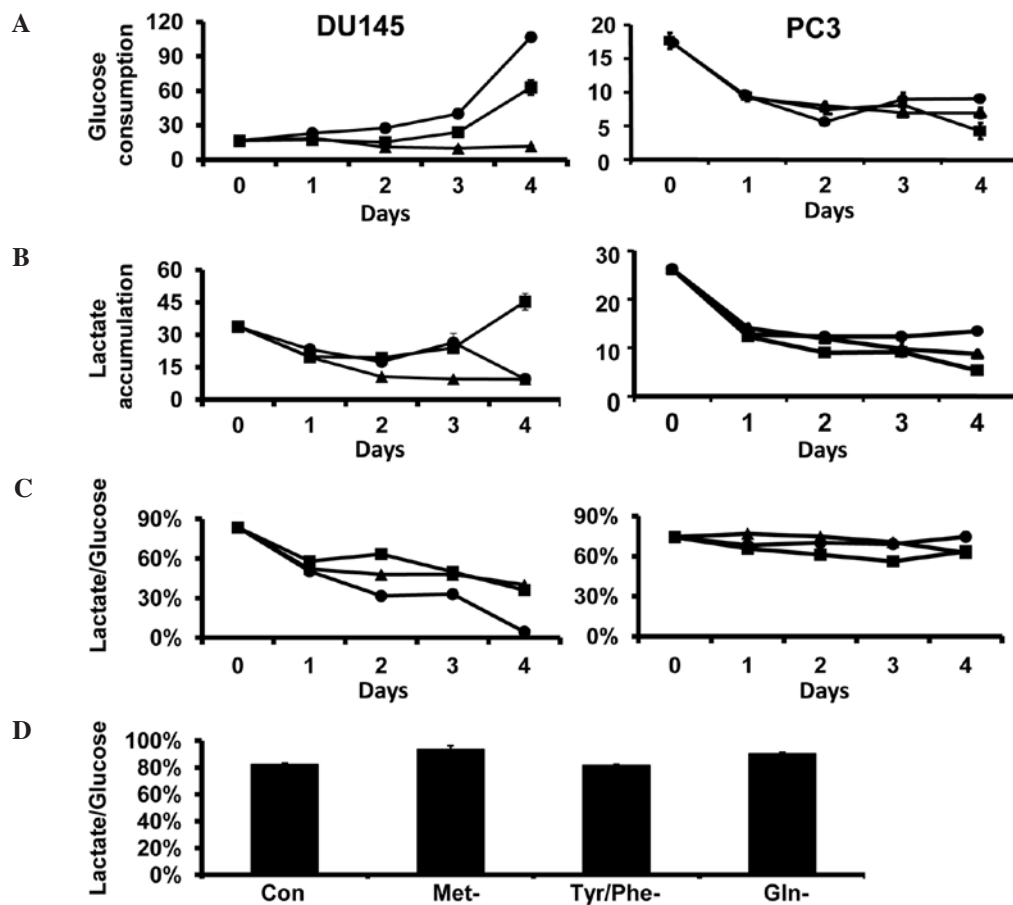 A
DU145
PC3
Glucose
consumption
120
90
60
30
0
0 1 2 3 4
Days
20
15
10
5
0
0 1 2 3 4
Days
B
Lactate
accumulation
60
45
30
15
0
0 1 2 3 4
Days
30
20
10
0
0 1 2 3 4
Days
C
Lactate/Glucose
90%
60%
30%
0%
0 1 2 3 4
Days
90%
60%
30%
0%
0 1 2 3 4
Days
D
Lactate/Glucose
100%
80%
60%
40%
20%
0%
Con Met- Tyr/Phe- Gln-